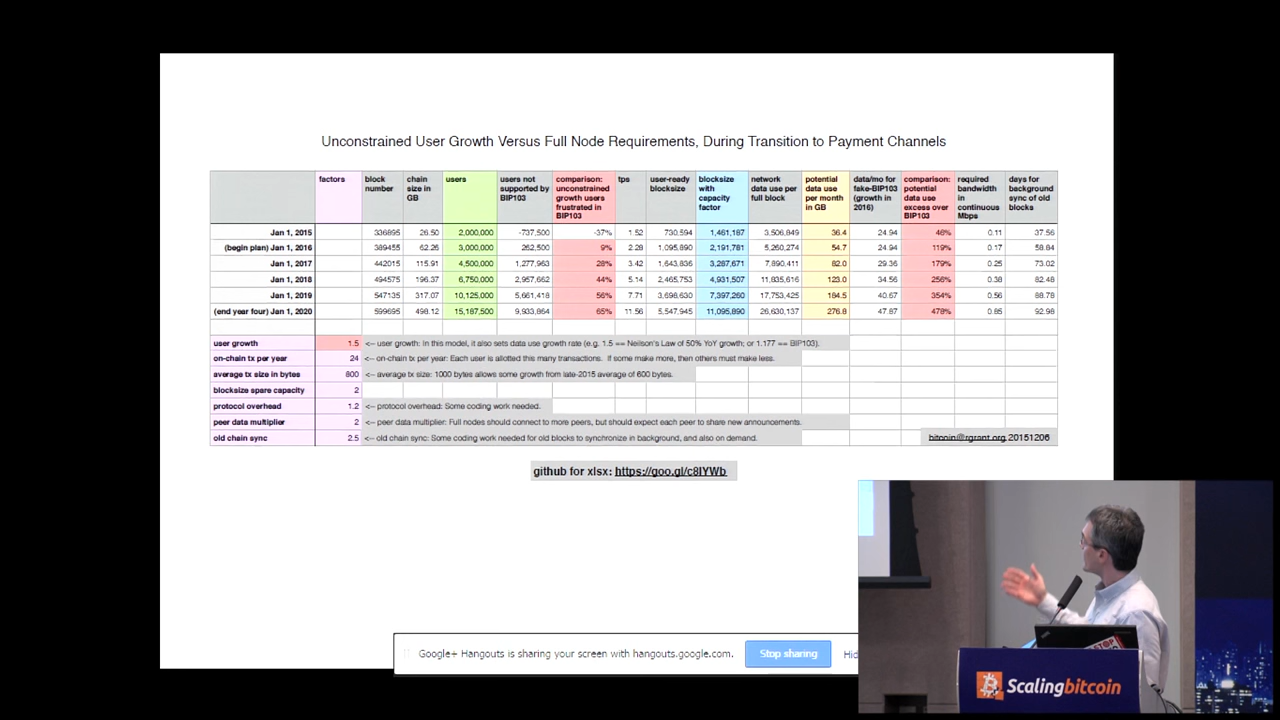 Unconstrained User Growth Versus Full Node Requirements, During Transition to Payment Channels
factors block number chain size in GB users users not supported by BIP103 comparison: unconstrained growth users frustrated in BIP103 tps user-ready blocksize blocksize with capacity factor network data use per full block potential data use per month in GB data/mo for fake-BIP103 (growth in 2016) comparison: potential data use excess over BIP103 required bandwidth in continuous Mbps days for background sync of old blocks
Jan 1, 2015 336895 26.50 2,000,000 -737,500 -37% 1.52 730,594 1,461,187 3,506,849 36.4 24.94 46% 0.11 37.56
(begin plan) Jan 1, 2016 389455 62.25 3,000,000 262,500 9% 2.28 1,095,890 2,191,781 5,260,274 54.7 24.94 119% 0.17 58.84
Jan 1, 2017 442015 115.91 4,500,000 1,277,963 28% 3.42 1,643,836 3,287,671 7,890,411 82.0 29.36 179% 0.25 73.02
Jan 1, 2018 494575 196.37 6,750,000 2,957,662 44% 5.14 2,465,753 4,931,507 11,835,616 123.0 34.56 256% 0.38 82.48
Jan 1, 2019 547135 317.07 10,125,000 5,661,418 56% 7.71 3,698,630 7,397,260 17,753,425 184.5 40.67 354% 0.56 88.78
(end year four) Jan 1, 2020 599695 498.12 15,187,500 9,933,864 65% 11.56 5,547,945 11,095,890 26,630,137 276.8 47.87 478% 0.85 92.98
user growth 1.5 <-- user growth: In this model, it also sets data use growth rate (e.g. 1.5 == Neilson's Law of 50% YoY growth; or 1.177 == BIP103).
on-chain tx per year 24 <-- on-chain tx per year: Each user is allotted this many transactions. If some make more, then others must make less.
average tx size in bytes 800 <-- average tx size: 1000 bytes allows some growth from late-2015 average of 600 bytes.
blocksize spare capacity 2
protocol overhead 1.2 <-- protocol overhead: Some coding work needed.
peer data multiplier 2 <-- peer data multiplier: Full nodes should connect to more peers, but should expect each peer to share new announcements.
old chain sync 2.5 <-- old chain sync: Some coding work needed for old blocks to synchronize in background, and also on demand.
bitcoin@rgrant.org 20151206
github for xlsx: https://goo.gl/c8IYWb
Google+ Hangouts is sharing your screen with hangouts.google.com. Stop sharing Hid
Scalingbitcoin